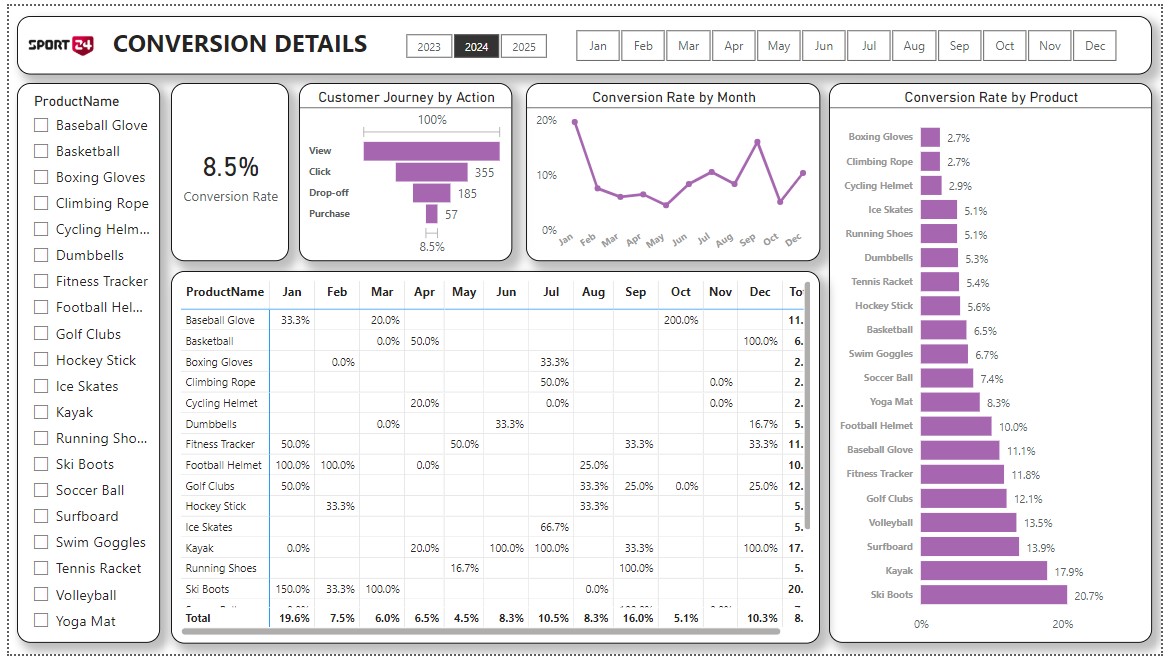 SPORT 24
CONVERSION DETAILS
2023 2024 2025
Jan Feb Mar Apr May Jun Jul Aug Sep Oct Nov Dec
ProductName
Baseball Glove
Basketball
Boxing Gloves
Climbing Rope
Cycling Helm...
Dumbbells
Fitness Tracker
Football Hel...
Golf Clubs
Hockey Stick
Ice Skates
Kayak
Running Sho...
Ski Boots
Soccer Ball
Surfboard
Swim Goggles
Tennis Racket
Volleyball
Yoga Mat
8.5%
Conversion Rate
Customer Journey by Action
100%
View
Click 355
Drop-off 185
Purchase 57
8.5%
Conversion Rate by Month
20%
10%
0%
Jan Feb Mar Apr May Jun Jul Aug Sep Oct Dec
ProductName Jan Feb Mar Apr May Jun Jul Aug Sep Oct Nov Dec To
Baseball Glove 33.3% 20.0% 200.0% 11.
Basketball 0.0% 50.0% 100.0% 6.
Boxing Gloves 0.0% 33.3% 2.
Climbing Rope 50.0% 0.0% 2.
Cycling Helmet 20.0% 0.0% 0.0% 2.
Dumbbells 0.0% 33.3% 16.7% 5.
Fitness Tracker 50.0% 50.0% 33.3% 33.3% 11.
Football Helmet 100.0% 100.0% 0.0% 25.0% 10.
Golf Clubs 50.0% 33.3% 25.0% 0.0% 25.0% 12.
Hockey Stick 33.3% 33.3% 5.
Ice Skates 66.7% 5.
Kayak 0.0% 20.0% 100.0% 100.0% 33.3% 100.0% 17.
Running Shoes 16.7% 100.0% 5.
Ski Boots 150.0% 33.3% 100.0% 0.0% 20.
Total 19.6% 7.5% 6.0% 6.5% 4.5% 8.3% 10.5% 8.3% 16.0% 5.1% 10.3% 8.
Conversion Rate by Product
Boxing Gloves 2.7%
Climbing Rope 2.7%
Cycling Helmet 2.9%
Ice Skates 5.1%
Running Shoes 5.1%
Dumbbells 5.3%
Tennis Racket 5.4%
Hockey Stick 5.6%
Basketball 6.5%
Swim Goggles 6.7%
Soccer Ball 7.4%
Yoga Mat 8.3%
Football Helmet 10.0%
Baseball Glove 11.1%
Fitness Tracker 11.8%
Golf Clubs 12.1%
Volleyball 13.5%
Surfboard 13.9%
Kayak 17.9%
Ski Boots 20.7%
0% 20%